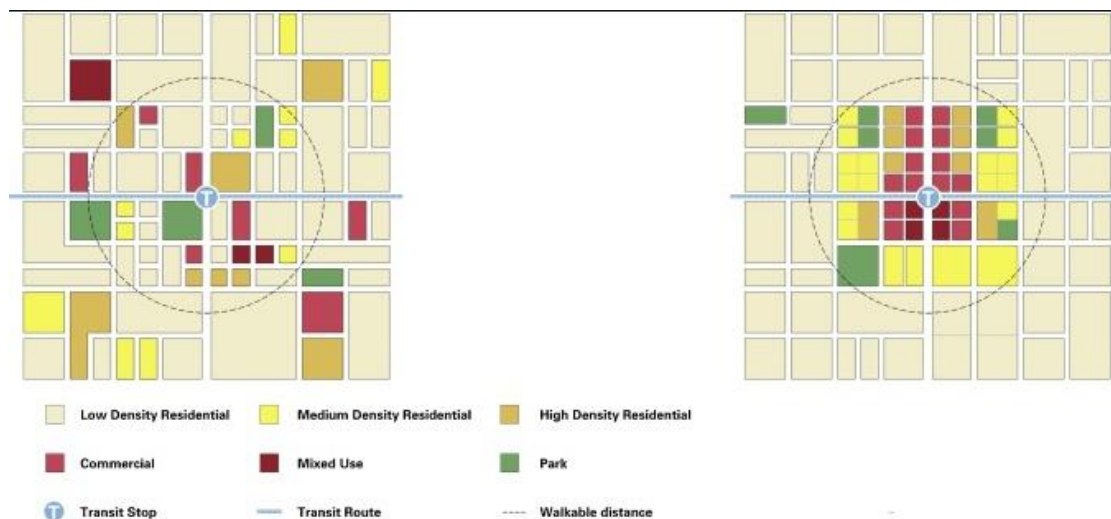 T
T
Low Density Residential Medium Density Residential High Density Residential
Commercial Mixed Use Park
T Transit Stop Transit Route Walkable distance